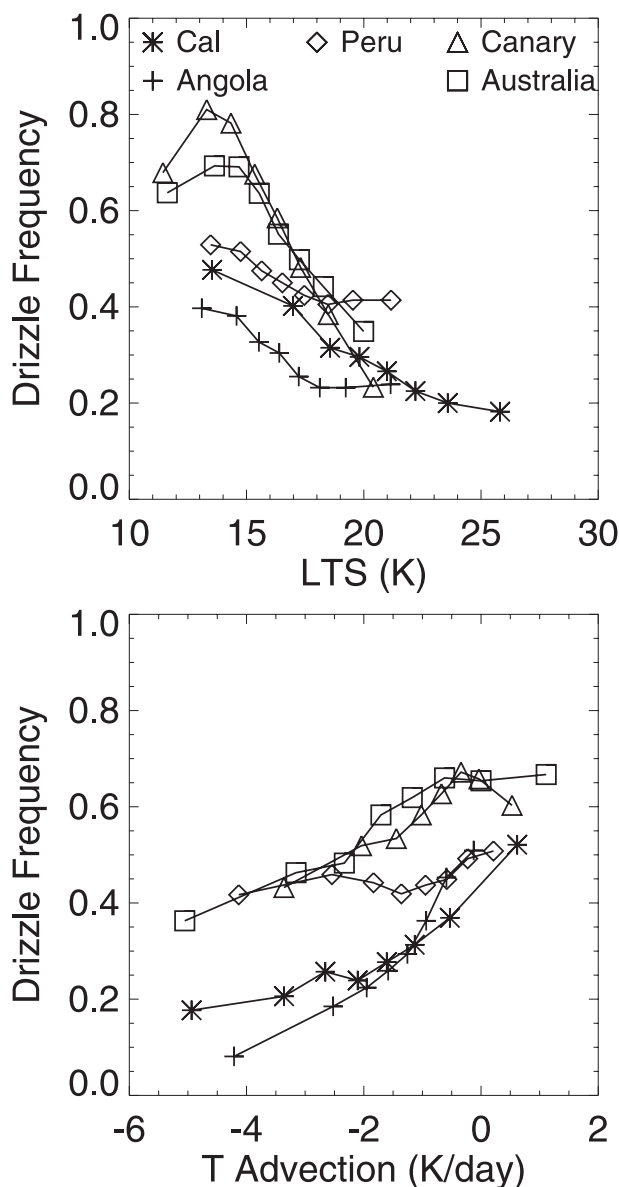 1.0
Cal Peru Canary
Angola Australia
0.8
0.6
0.4
0.2
0.0
Drizzle Frequency
10 15 20 25 30
LTS (K)
1.0
0.8
0.6
0.4
0.2
0.0
Drizzle Frequency
-6 -4 -2 0 2
T Advection (K/day)